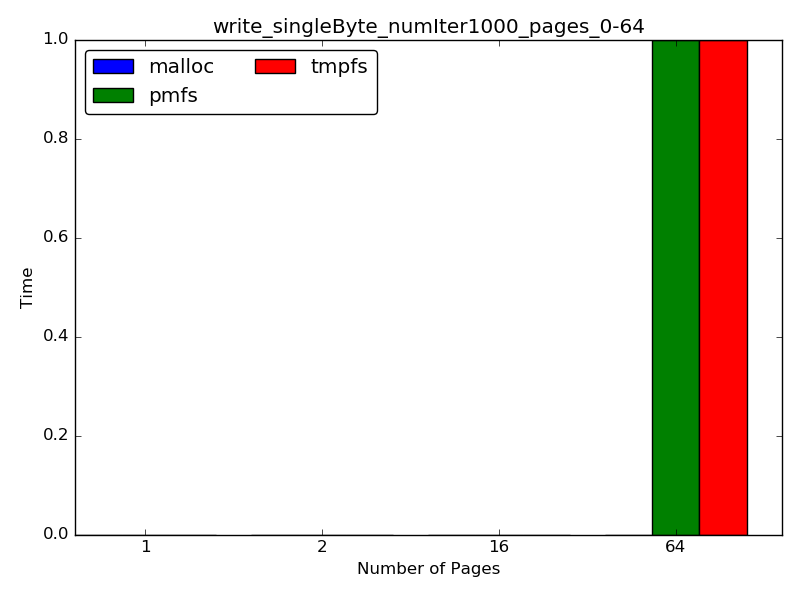 write_singleByte_numIter1000_pages_0-64
malloc
pmfs
tmpfs
1.0
0.8
0.6
0.4
0.2
0.0
Time
1 2 16 64
Number of Pages